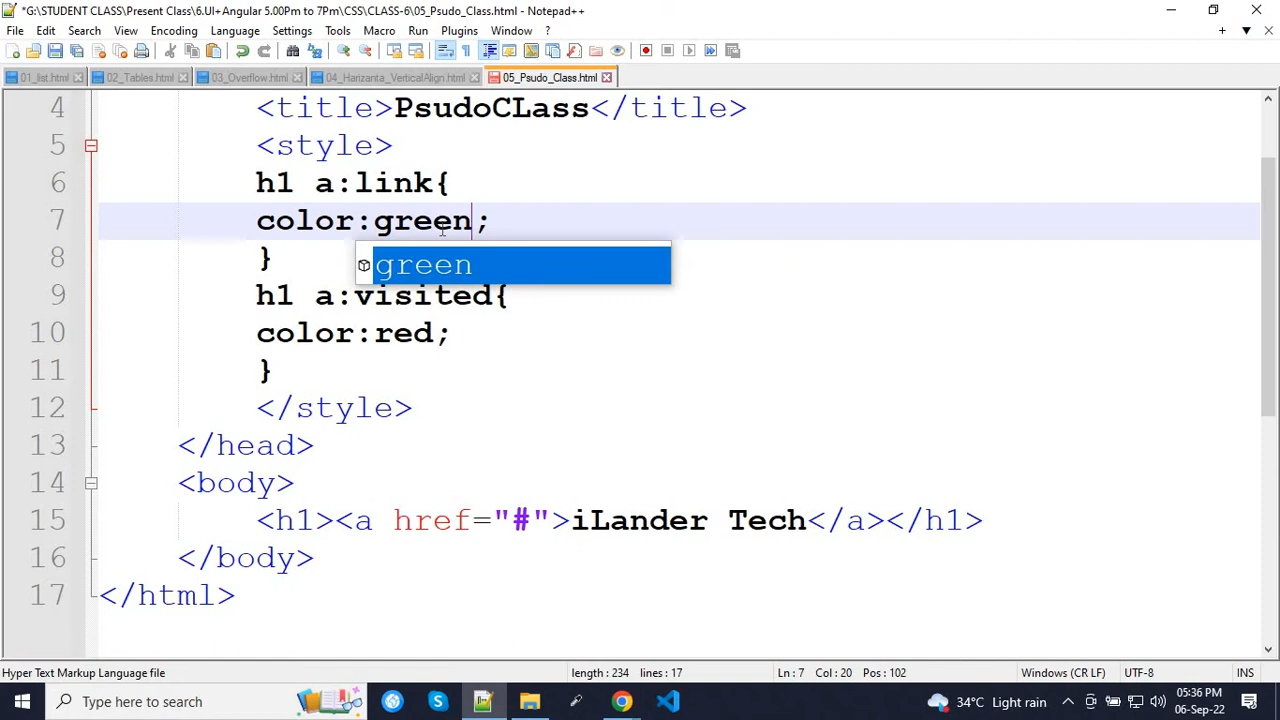 *G:\STUDENT CLASS\Present Class\6.UI+Angular 5.00Pm to 7Pm\CSS\CLASS-6\05_Psudo_Class.html - Notepad++
File Edit Search View Encoding Language Settings Tools Macro Run Plugins Window ?
01_list.html 02_Tables.html 03_Overflow.html 04_Harizanta_VerticalAlign.html 05_Psudo_Class.html
4 <title>PsudoCLass</title>
5 <style>
6 h1 a:link{
7 color:green;
8 }
green
9 h1 a:visited{
10 color:red;
11 }
12 </style>
13 </head>
14 <body>
15 <h1><a href="#">iLander Tech</a></h1>
16 </body>
17 </html>
Hyper Text Markup Language file length : 234 lines : 17 Ln : 7 Col : 20 Pos : 102 Windows (CR LF) UTF-8 INS
Type here to search 34°C Light rain 05:36 PM
06-Sep-22